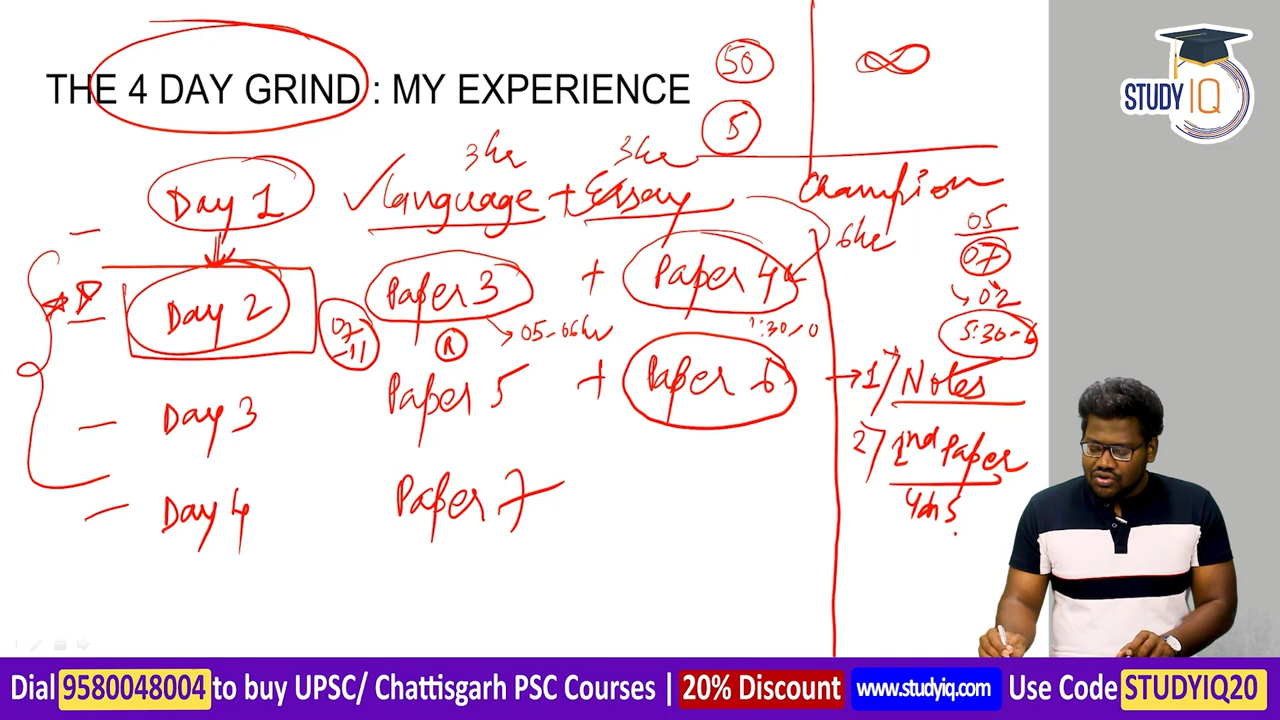 THE 4 DAY GRIND : MY EXPERIENCE
50
∞
5
STUDY IQ
3hr 3hr
Day 1 ✓Language + Essay
Champion
6hr
05
07
02
5:30-6
Day 2 Paper 3 + Paper 4
07-11
05-06hr
R
Day 3 Paper 5 + Paper 6
→1) Notes
2) 2nd Paper
Day 4 Paper 7
Dial 9580048004 to buy UPSC/ Chattisgarh PSC Courses | 20% Discount www.studyiq.com Use Code STUDYIQ20